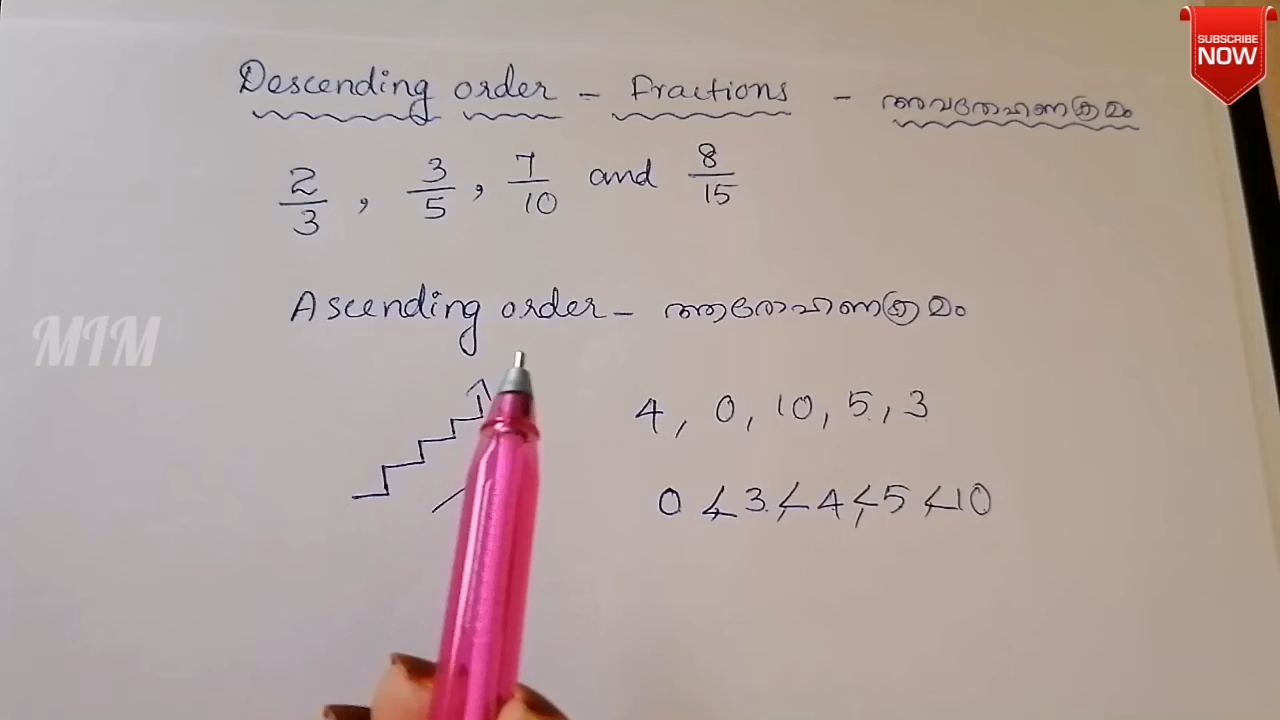 SUBSCRIBE
NOW
Descending order - Fractions - അവരോഹണക്രമം
2/3 , 3/5 , 7/10 and 8/15
Ascending order - ആരോഹണക്രമം
MIM
4, 0, 10, 5, 3
0 < 3 < 4 < 5 < 10